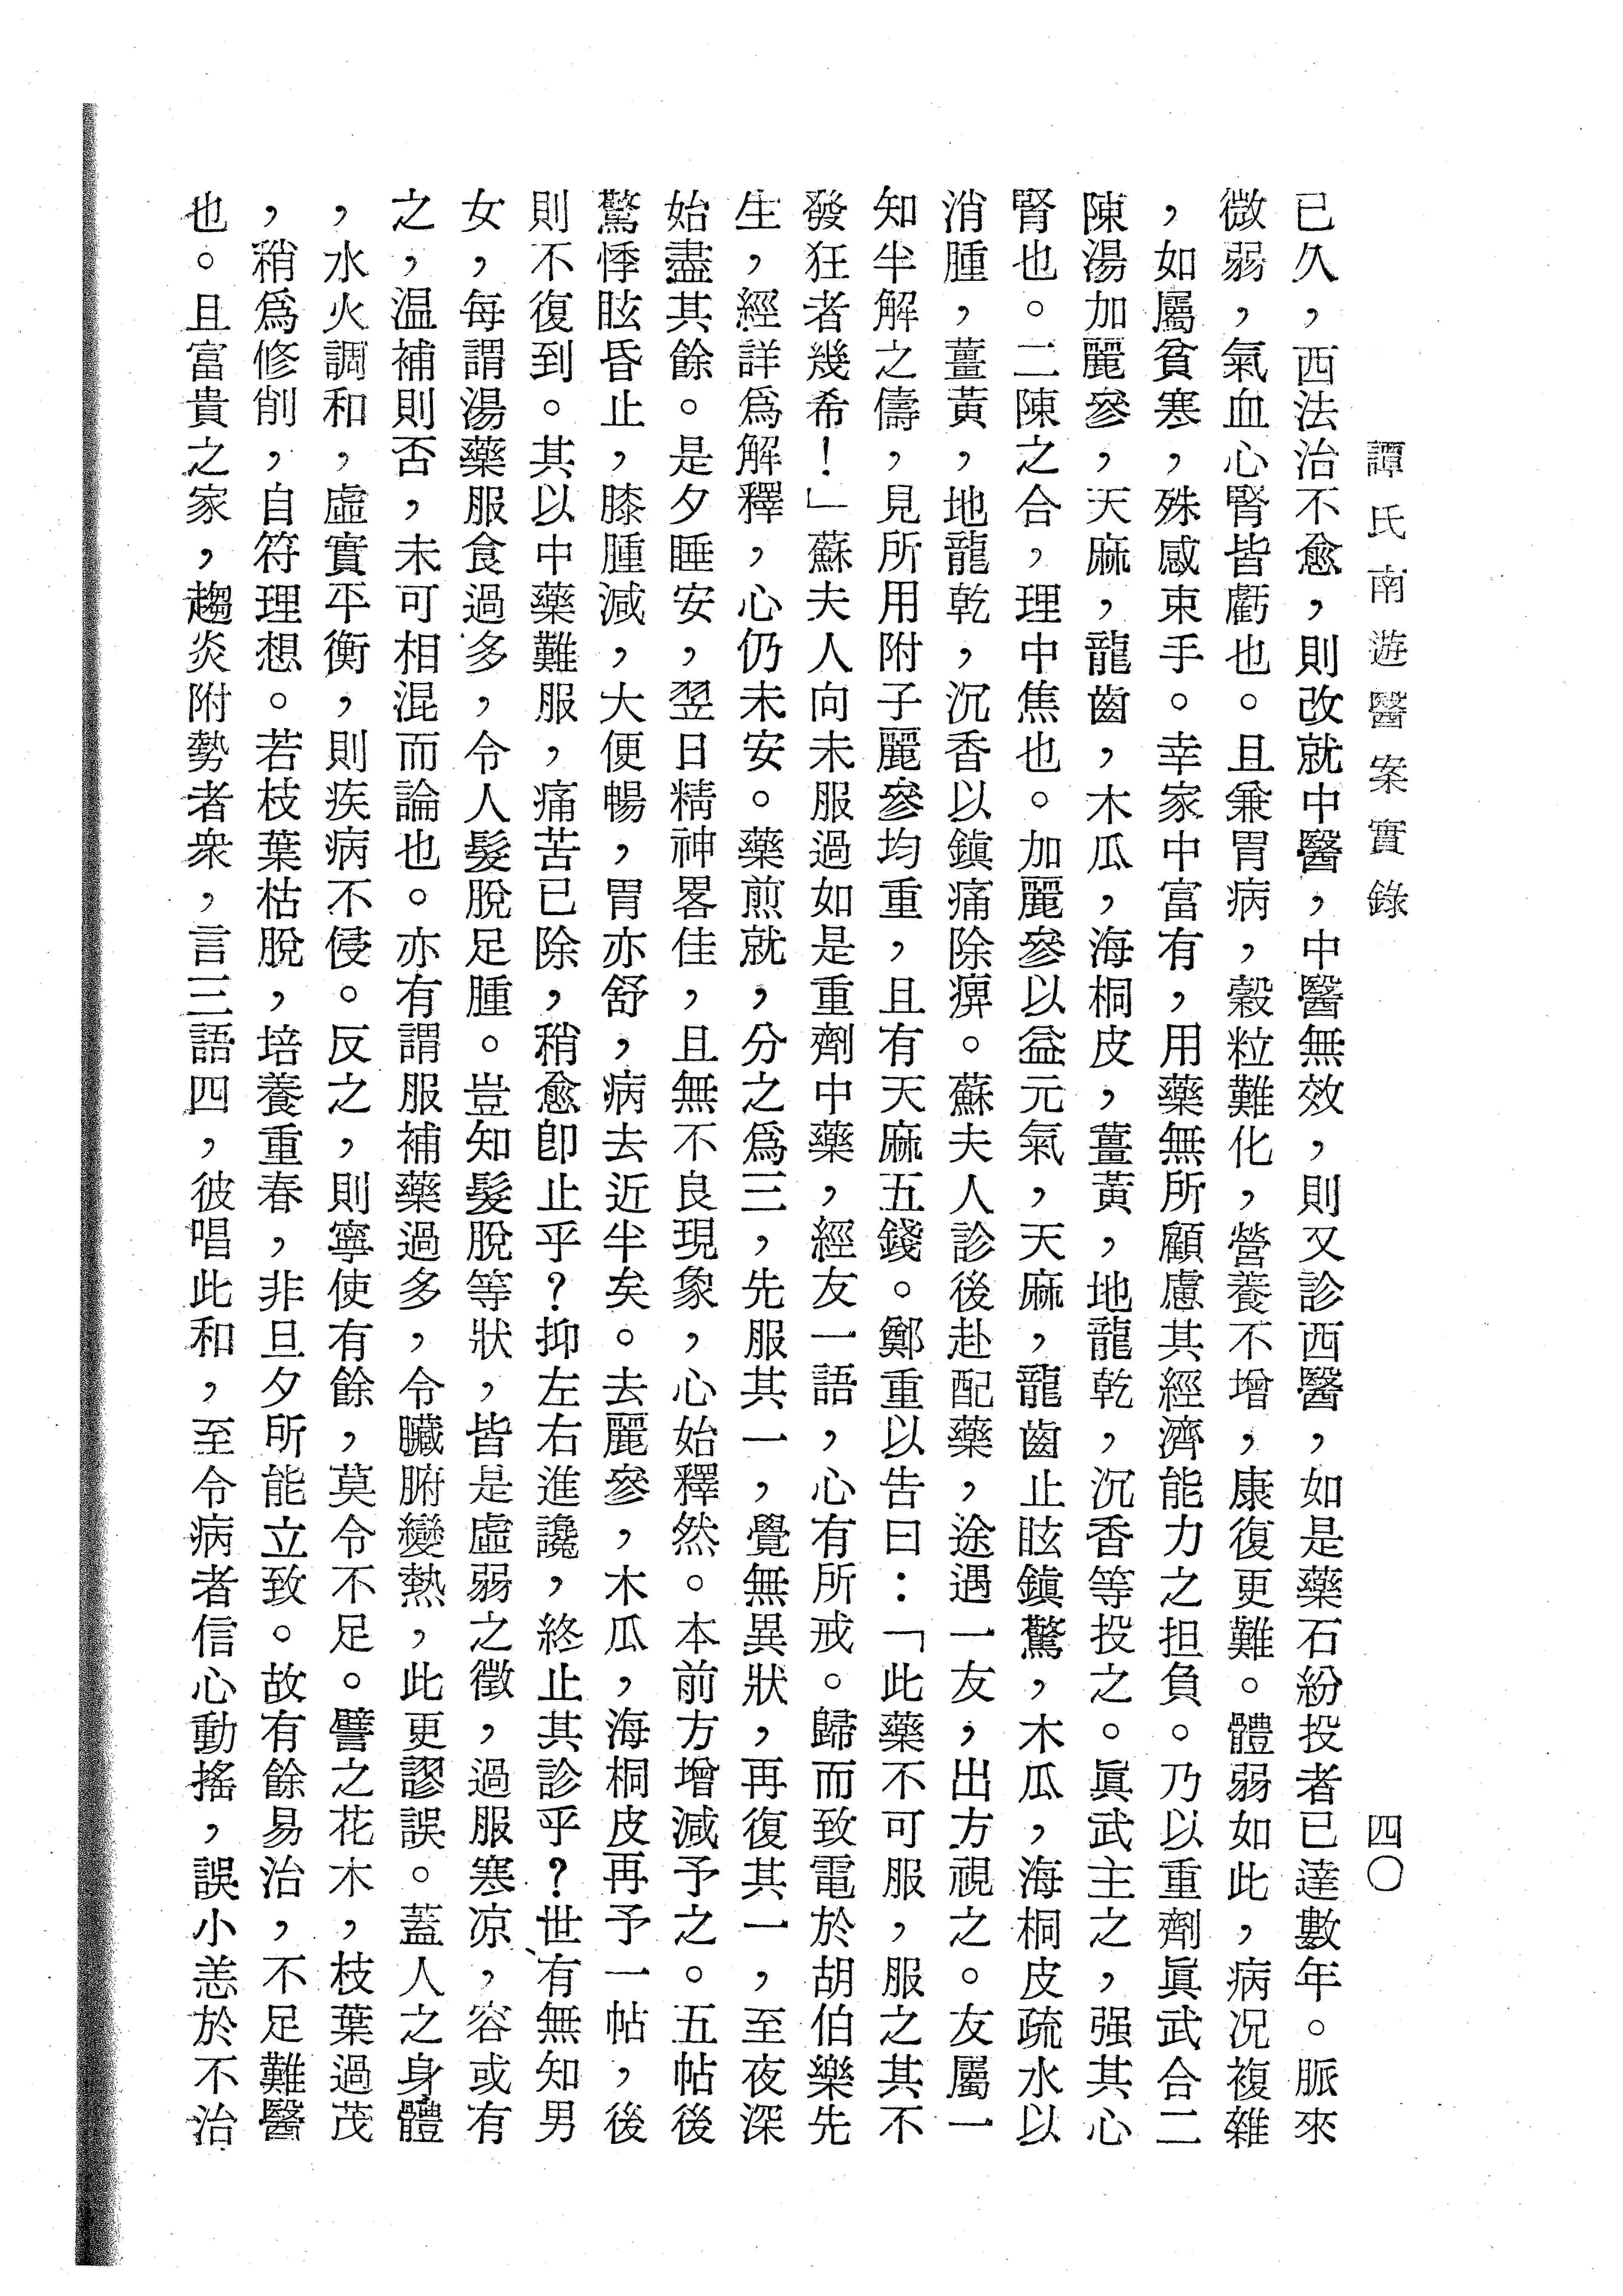 譚氏南遊醫案實錄
四〇
已久，西法治不愈，則改就中醫，中醫無效，則又診西醫，如是藥石紛投者已達數年。脈來
微弱，氣血心腎皆虧也。且兼胃病，穀粒難化，營養不增，康復更難。體弱如此，病況複雜
，如屬貧寒，殊感束手。幸家中富有，用藥無所顧慮其經濟能力之担負。乃以重劑眞武合二
陳湯加麗參，天麻，龍齒，木瓜，海桐皮，薑黃，地龍乾，沉香等投之。眞武主之，强其心
腎也。二陳之合，理中焦也。加麗參以益元氣，天麻，龍齒止眩鎭驚，木瓜，海桐皮疏水以
消腫，薑黃，地龍乾，沉香以鎭痛除痹。蘇夫人診後赴配藥，途遇一友，出方視之。友屬一
知半解之儔，見所用附子麗參均重，且有天麻五錢。鄭重以告曰：「此藥不可服，服之其不
發狂者幾希！」蘇夫人向未服過如是重劑中藥，經友一語，心有所戒。歸而致電於胡伯樂先
生，經詳爲解釋，心仍未安。藥煎就，分之爲三，先服其一，覺無異狀，再復其一，至夜深
始盡其餘。是夕睡安，翌日精神畧佳，且無不良現象，心始釋然。本前方增減予之。五帖後
驚悸眩昏止，膝腫減，大便暢，胃亦舒，病去近半矣。去麗參，木瓜，海桐皮再予一帖，後
則不復到。其以中藥難服，痛苦已除，稍愈卽止乎？抑左右進讒，終止其診乎？世有無知男
女，每謂湯藥服食過多，令人髮脫足腫。豈知髮脫等狀，皆是虛弱之徵，過服寒凉，容或有
之，温補則否，未可相混而論也。亦有謂服補藥過多，令臟腑變熱，此更謬誤。蓋人之身體
，水火調和，虛實平衡，則疾病不侵。反之，則寧使有餘，莫令不足。譬之花木，枝葉過茂
，稍爲修削，自符理想。若枝葉枯脫，培養重春，非旦夕所能立致。故有餘易治，不足難醫
也。且富貴之家，趨炎附勢者衆，言三語四，彼唱此和，至令病者信心動搖，誤小恙於不治